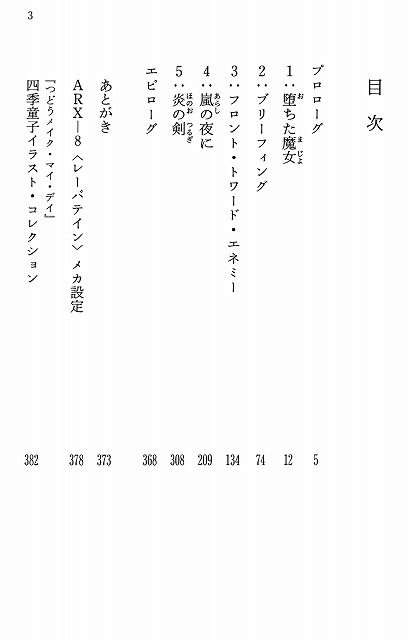 目次
プロローグ 5
1：堕ちた魔女 12
2：ブリーフィング 74
3：フロント・トワード・エネミー 134
4：嵐の夜に 209
5：炎の剣 308
エピローグ 368
あとがき 373
ARX―8〈レーバテイン〉メカ設定 378
『つどうメイク・マイ・デイ』
四季童子イラスト・コレクション 382
3